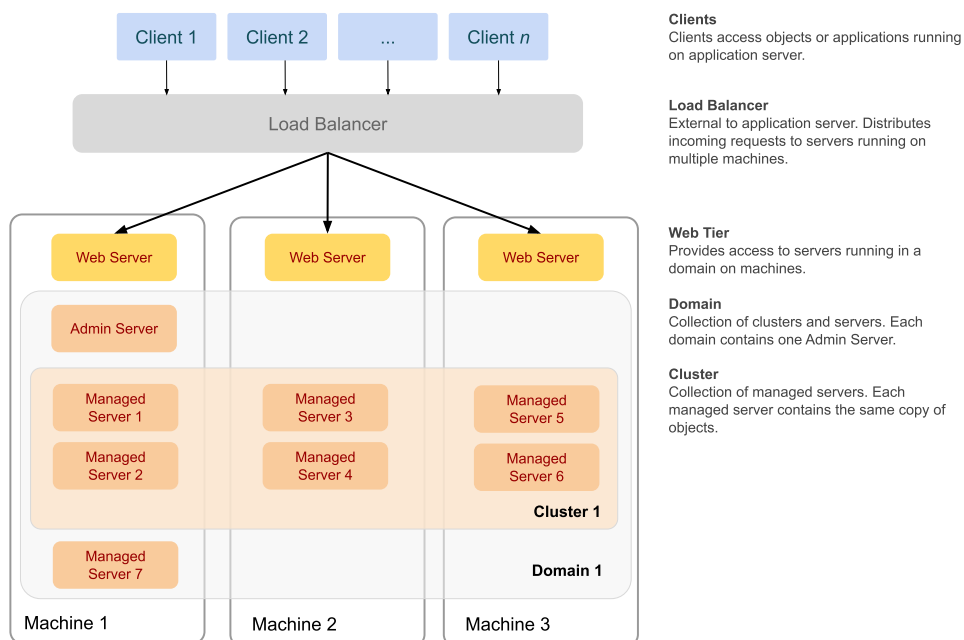 Client 1
Client 2
...
Client n
Load Balancer
Web Server
Web Server
Web Server
Admin Server
Managed
Server 1
Managed
Server 3
Managed
Server 5
Managed
Server 2
Managed
Server 4
Managed
Server 6
Cluster 1
Managed
Server 7
Domain 1
Machine 1
Machine 2
Machine 3
Clients
Clients access objects or applications running
on application server.
Load Balancer
External to application server. Distributes
incoming requests to servers running on
multiple machines.
Web Tier
Provides access to servers running in a
domain on machines.
Domain
Collection of clusters and servers. Each
domain contains one Admin Server.
Cluster
Collection of managed servers. Each
managed server contains the same copy of
objects.